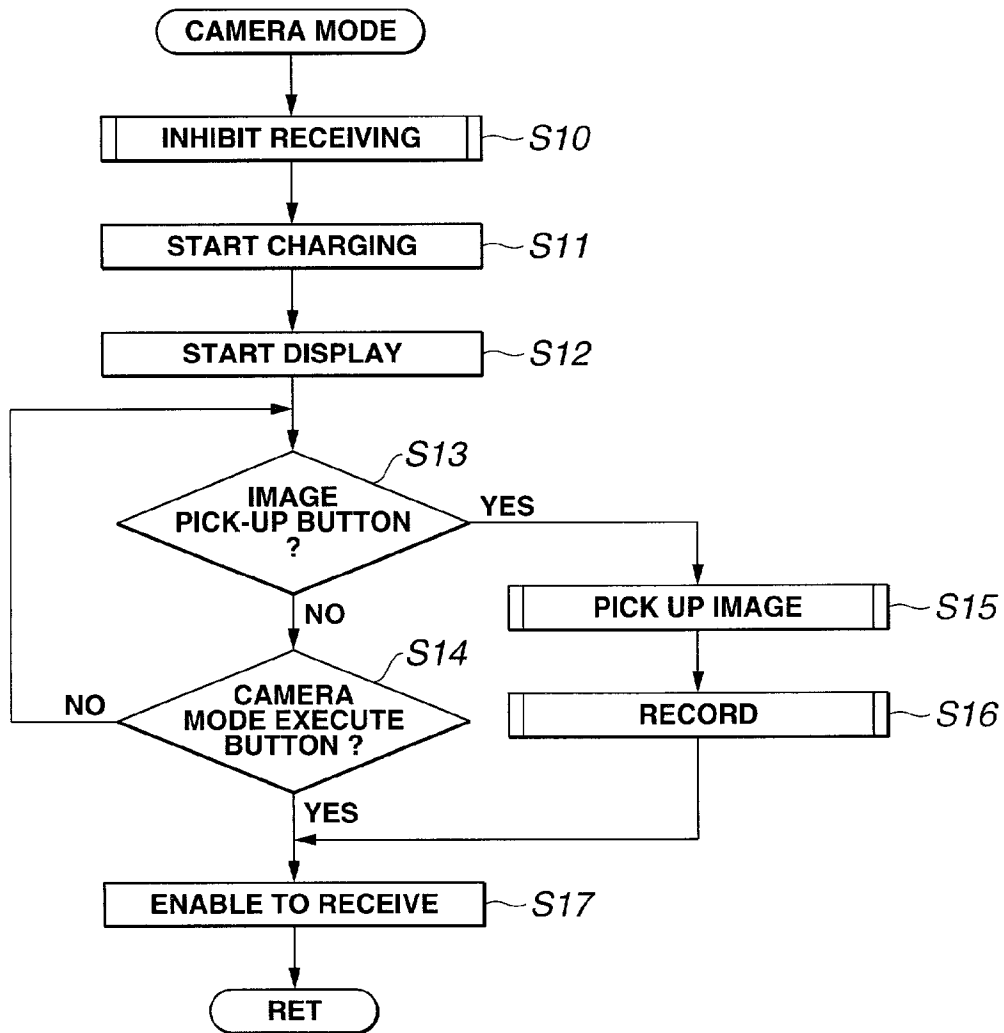 CAMERA MODE
INHIBIT RECEIVING
S10
START CHARGING
S11
START DISPLAY
S12
S13
IMAGE
PICK-UP BUTTON
?
YES
NO
PICK UP IMAGE
S15
S14
CAMERA
MODE EXECUTE
BUTTON ?
NO
RECORD
S16
YES
ENABLE TO RECEIVE
S17
RET